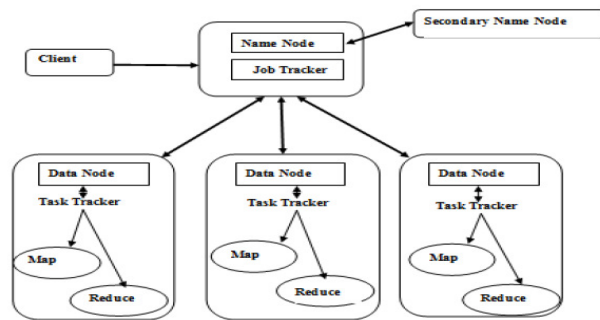 Secondary Name Node
Name Node
Client
Job Tracker
Data Node
Task Tracker
Map
Reduce
Data Node
Task Tracker
Map
Reduce
Data Node
Task Tracker
Map
Reduce